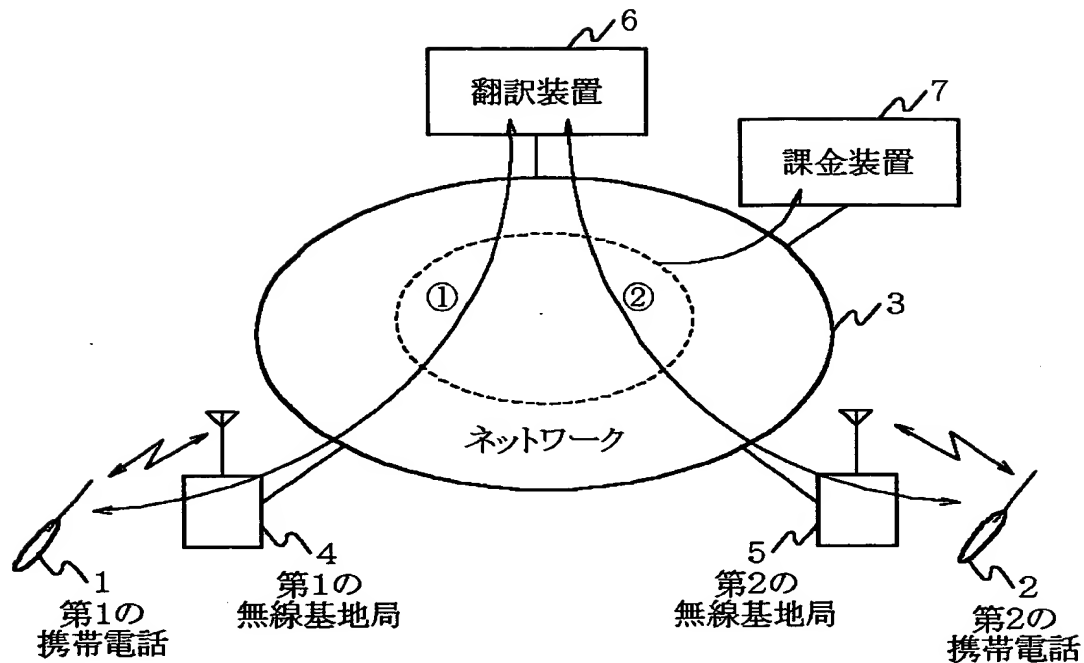 6
翻訳装置
7
課金装置
①
②
3
ネットワーク
1
第1の
携帯電話
4
第1の
無線基地局
5
第2の
無線基地局
2
第2の
携帯電話